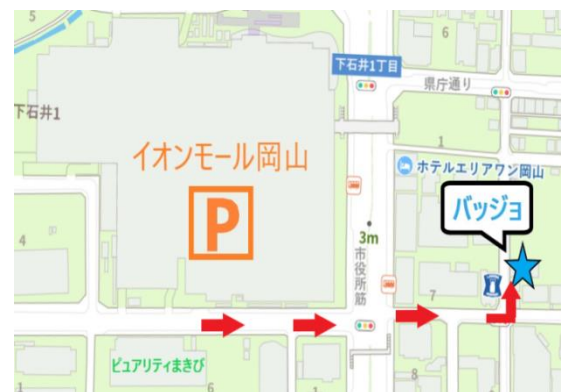 6
下石井1丁目
県庁通り
下石井1
1
イオンモール岡山
ホテルエリアワン岡山
P
バッジョ
4
3m
市役所筋
7
ピュアリティまきび
6
1
8